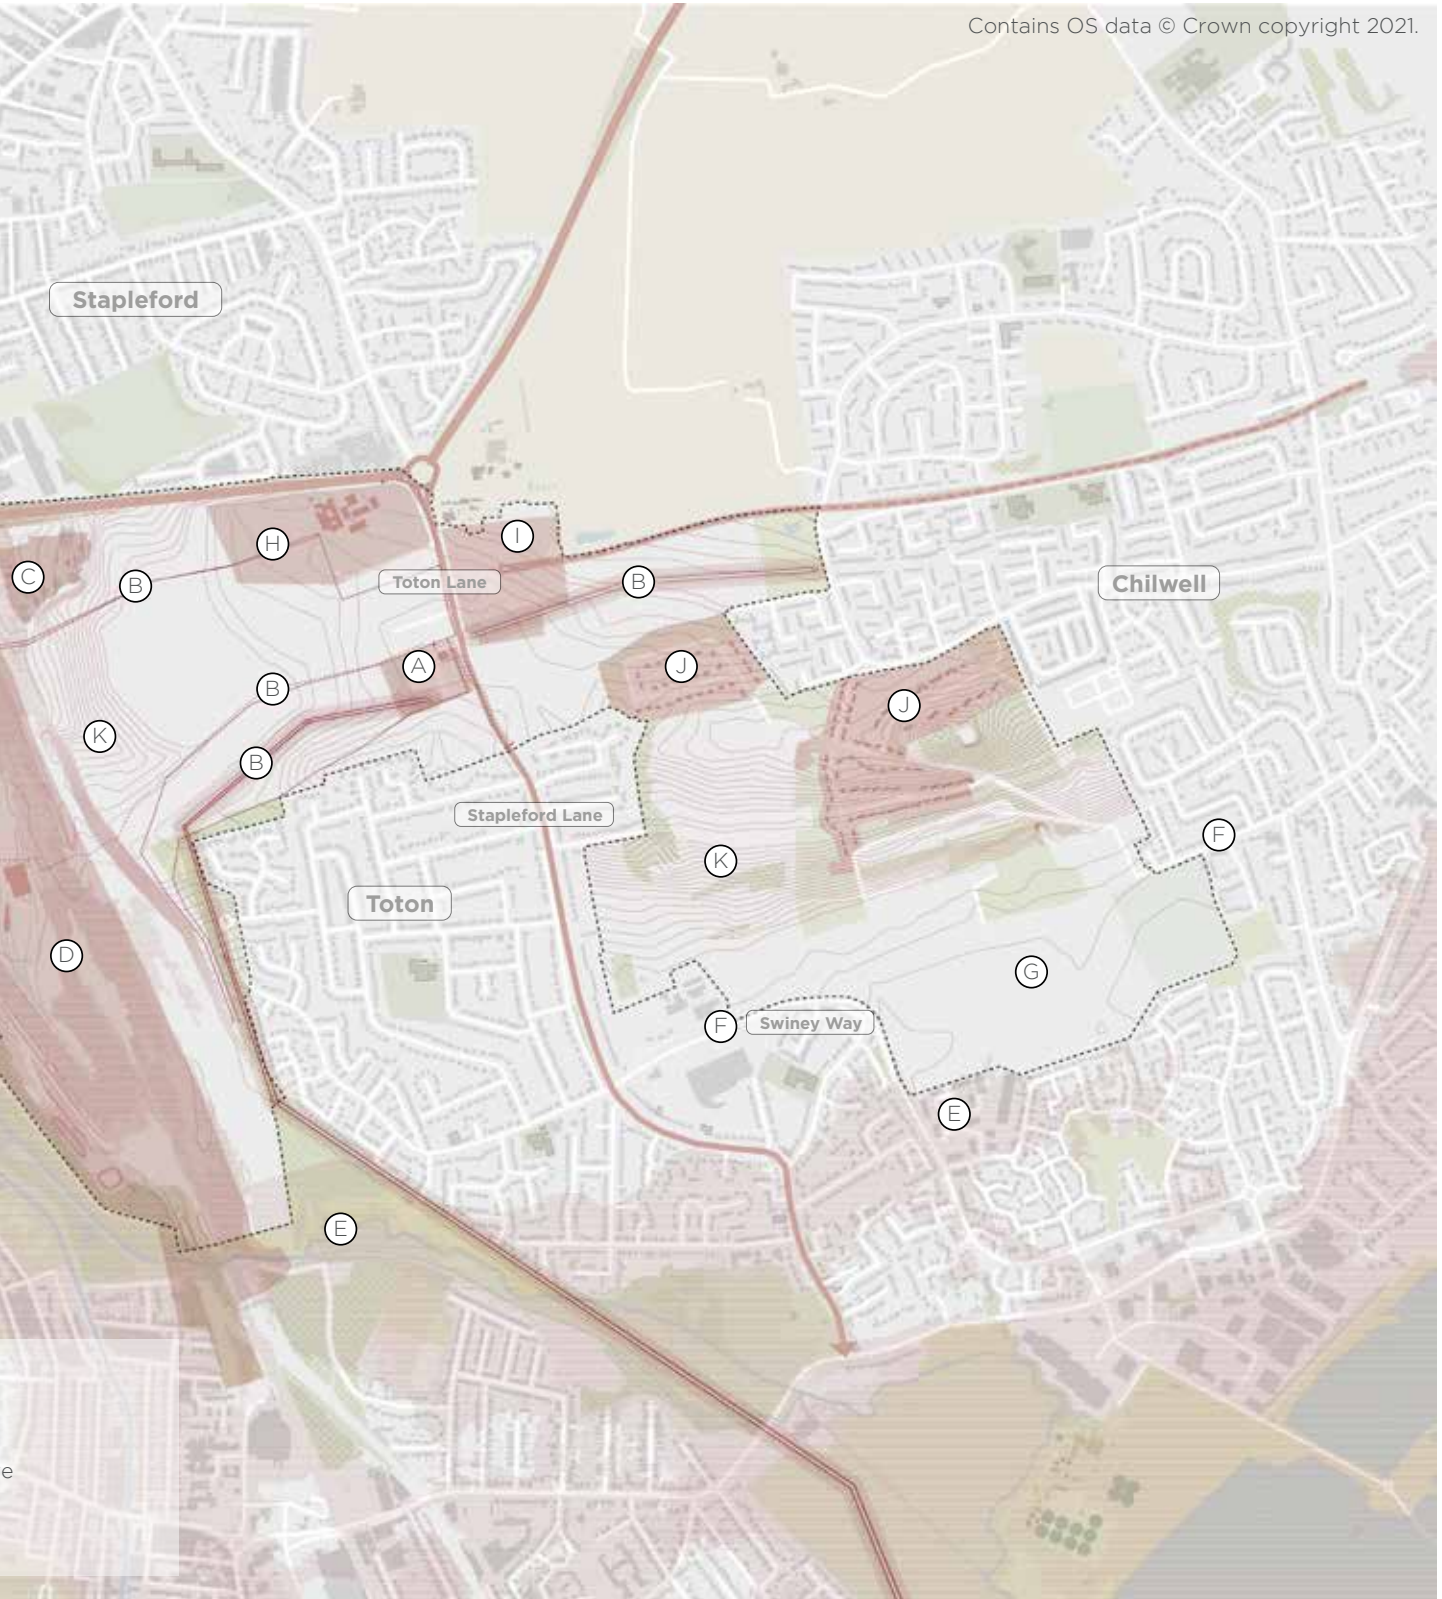 Contains OS data © Crown copyright 2021.
Stapleford
H
I
C
B
Toton Lane
B
Chilwell
A
J
B
J
K
B
Stapleford Lane
F
K
Toton
D
G
F
Swiney Way
E
E
e